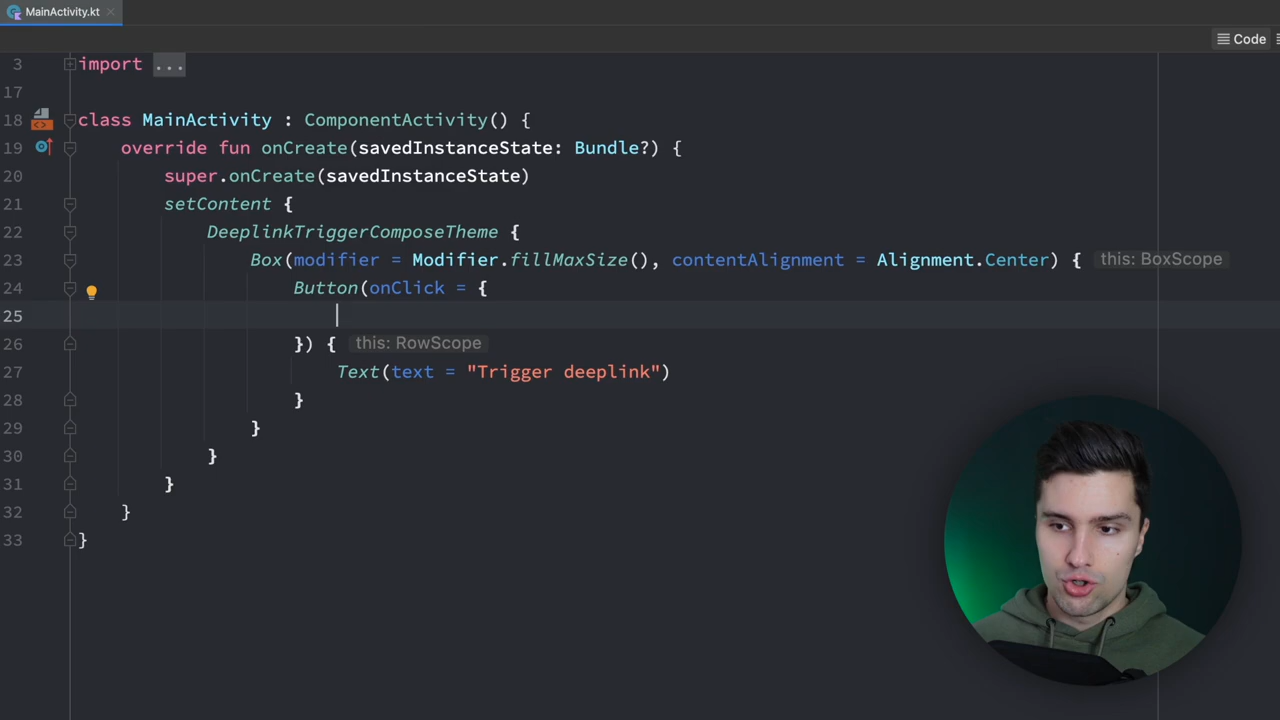 MainActivity.kt
Code
3 import ...
17
18 class MainActivity : ComponentActivity() {
19 override fun onCreate(savedInstanceState: Bundle?) {
20 super.onCreate(savedInstanceState)
21 setContent {
22 DeeplinkTriggerComposeTheme {
23 Box(modifier = Modifier.fillMaxSize(), contentAlignment = Alignment.Center) { this: BoxScope
24 Button(onClick = {
25
26 }) { this: RowScope
27 Text(text = "Trigger deeplink")
28 }
29 }
30 }
31 }
32 }
33 }